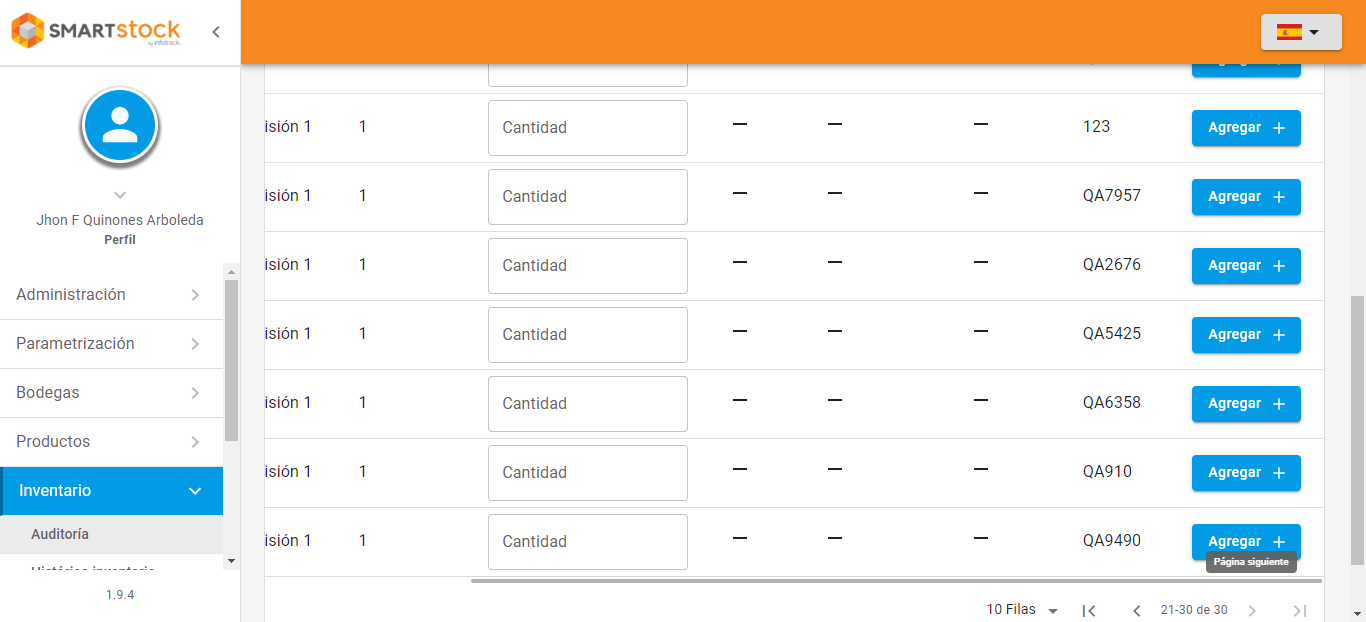 SMARTstock
by infotrack.
Jhon F Quinones Arboleda
Perfil
Administración
Parametrización
Bodegas
Productos
Inventario
Auditoría
Histórico inventario
1.9.4
isión 1 1 Cantidad — — — 123 Agregar +
isión 1 1 Cantidad — — — QA7957 Agregar +
isión 1 1 Cantidad — — — QA2676 Agregar +
isión 1 1 Cantidad — — — QA5425 Agregar +
isión 1 1 Cantidad — — — QA6358 Agregar +
isión 1 1 Cantidad — — — QA910 Agregar +
isión 1 1 Cantidad — — — QA9490 Agregar +
Página siguiente
10 Filas 21-30 de 30